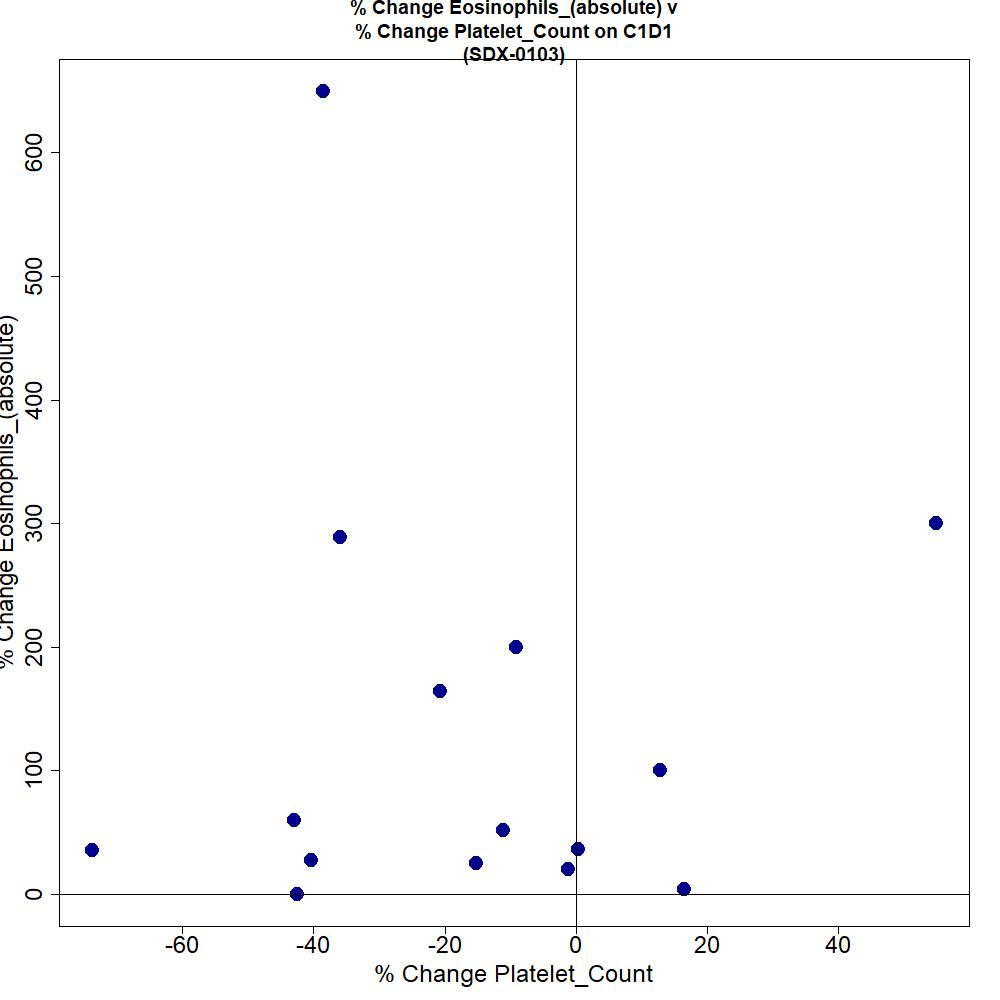 % Change Eosinophils_(absolute) v
% Change Platelet_Count on C1D1
(SDX-0103)
% Change Eosinophils_(absolute)
600
500
400
300
200
100
0
-60
-40
-20
0
20
40
% Change Platelet_Count